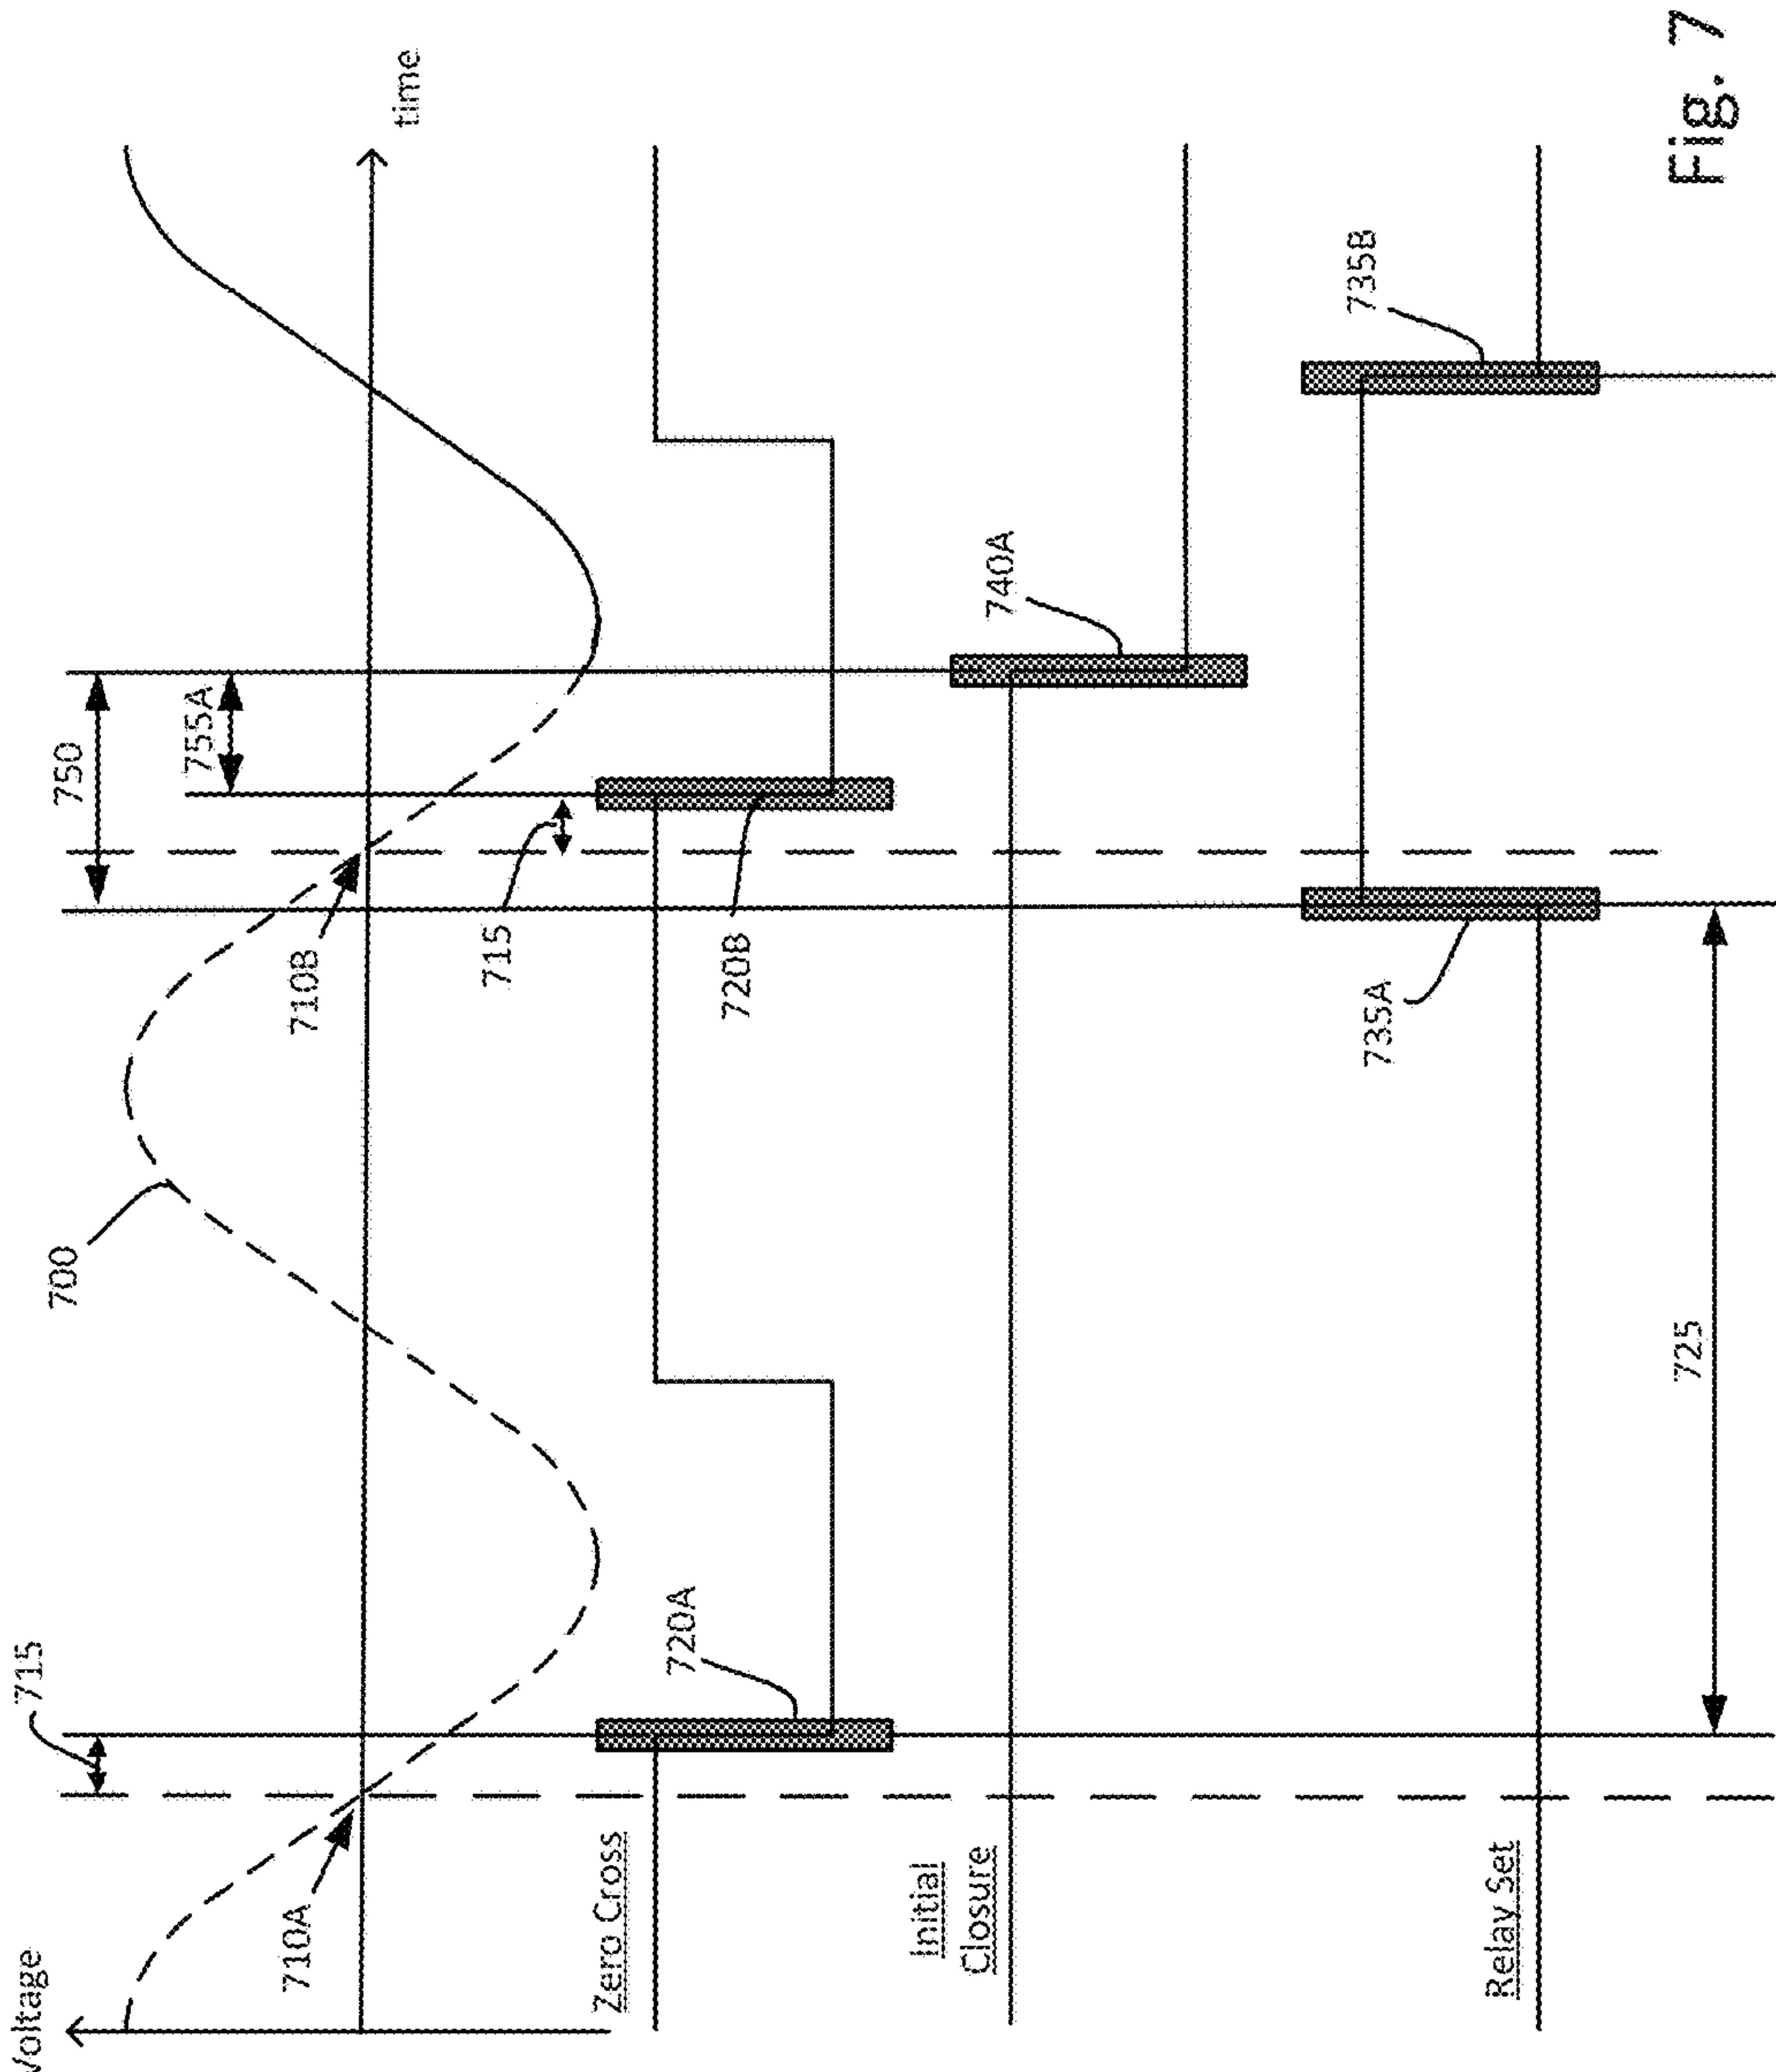 Voltage
715
750
755A
700
710A
710B
time
715
Zero Cross
720A
720B
Initial
Closure
740A
Relay Set
735A
735B
725
Fig. 7